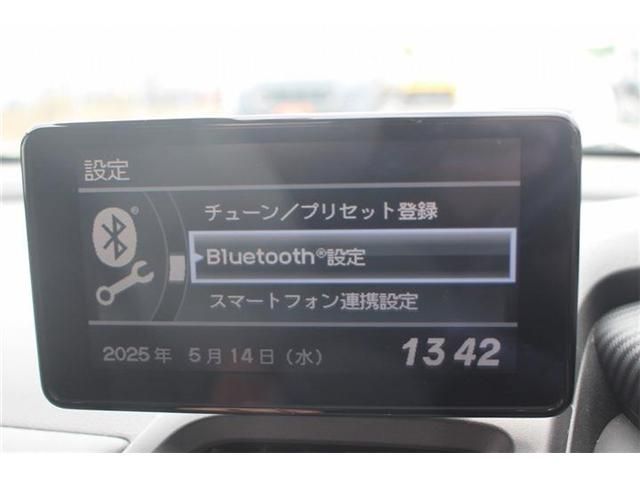 設定
チューン／プリセット登録
Bluetooth®設定
スマートフォン連携設定
2025年 5月14日（水） 13 42